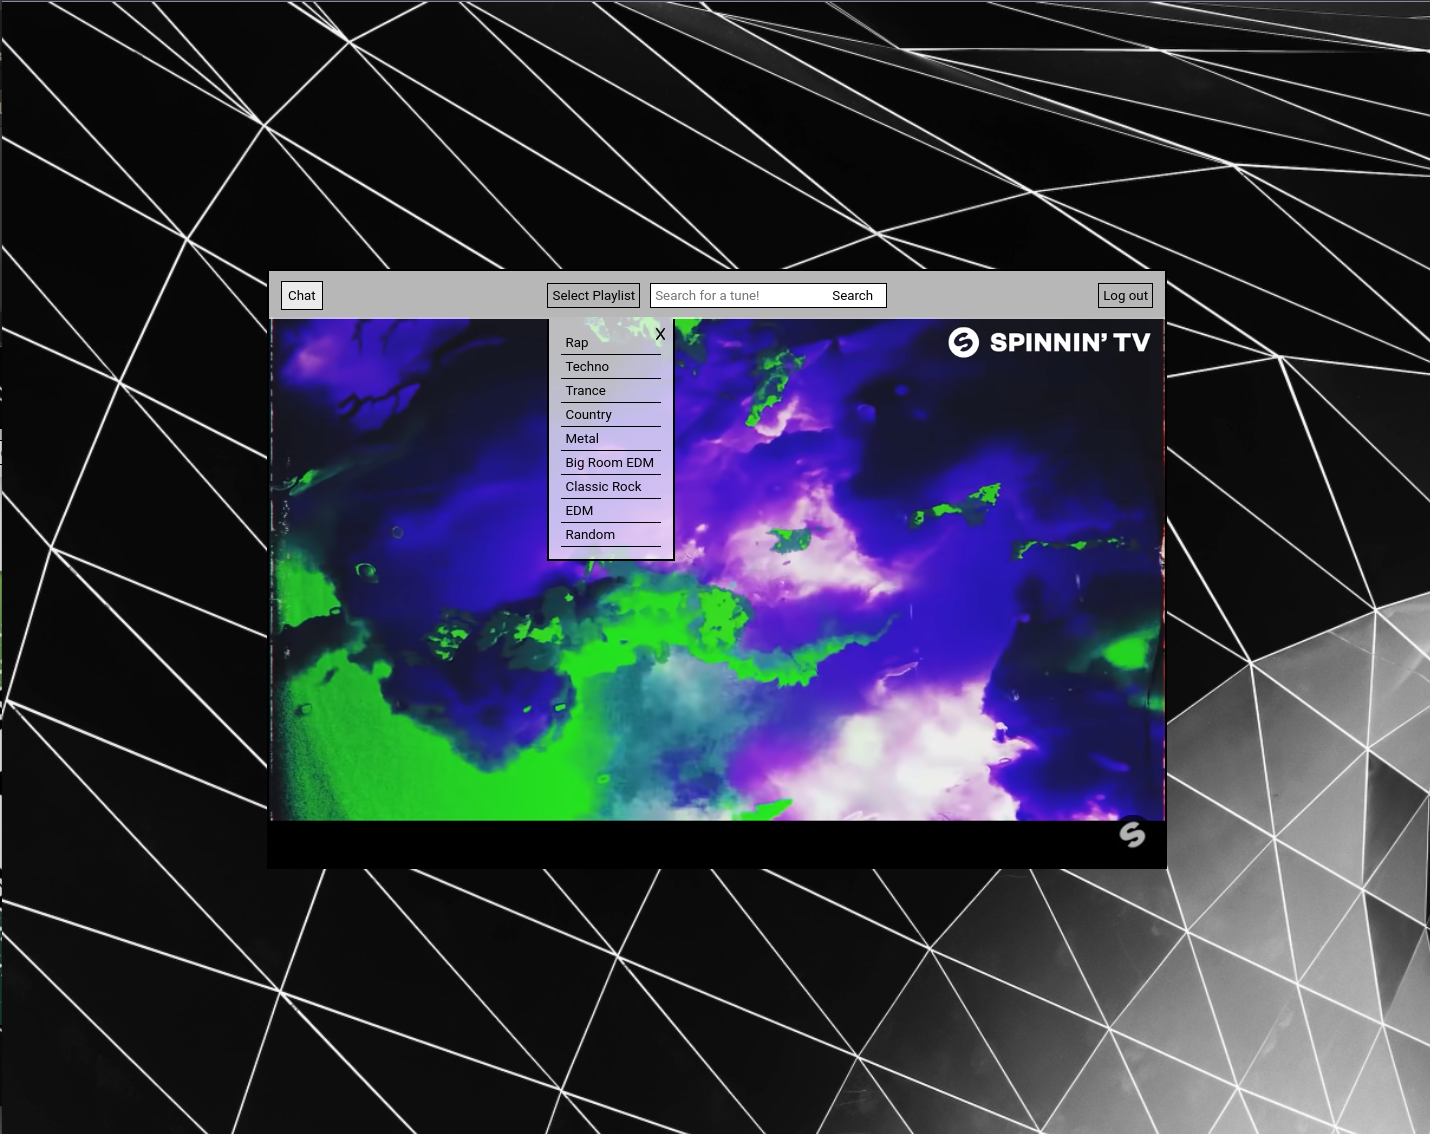 Chat
Select Playlist
Search for a tune!
Search
Log out
X
Rap
Techno
Trance
Country
Metal
Big Room EDM
Classic Rock
EDM
Random
SPINNIN’ TV